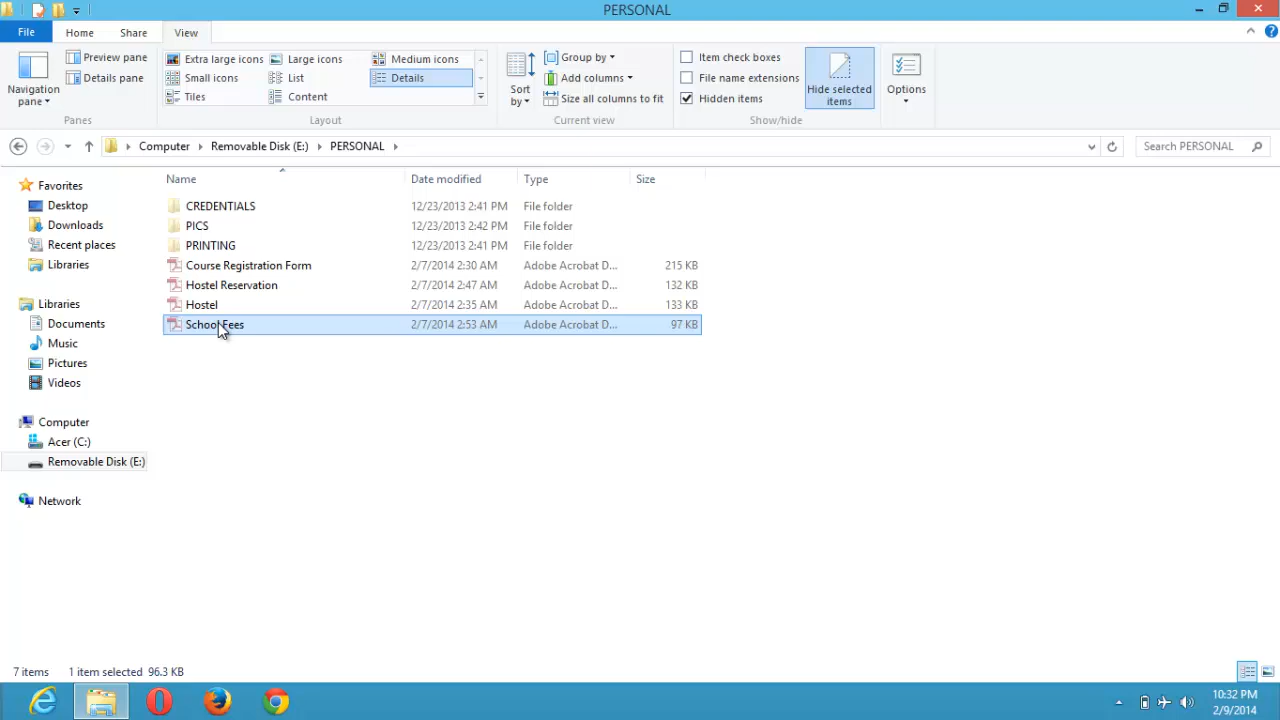 PERSONAL
File Home Share View
Preview pane Extra large icons Large icons Medium icons Group by Item check boxes
Details pane Small icons List Details Add columns File name extensions
Navigation pane Tiles Content Sort by Size all columns to fit Hidden items Hide selected items Options
Panes Layout Current view Show/hide
Computer Removable Disk (E:) PERSONAL Search PERSONAL
Name Date modified Type Size
Favorites
Desktop
Downloads
Recent places
Libraries
Libraries
Documents
Music
Pictures
Videos
Computer
Acer (C:)
Removable Disk (E:)
Network
CREDENTIALS 12/23/2013 2:41 PM File folder
PICS 12/23/2013 2:42 PM File folder
PRINTING 12/23/2013 2:41 PM File folder
Course Registration Form 2/7/2014 2:30 AM Adobe Acrobat D... 215 KB
Hostel Reservation 2/7/2014 2:47 AM Adobe Acrobat D... 132 KB
Hostel 2/7/2014 2:35 AM Adobe Acrobat D... 133 KB
School Fees 2/7/2014 2:53 AM Adobe Acrobat D... 97 KB
7 items 1 item selected 96.3 KB
10:32 PM
2/9/2014